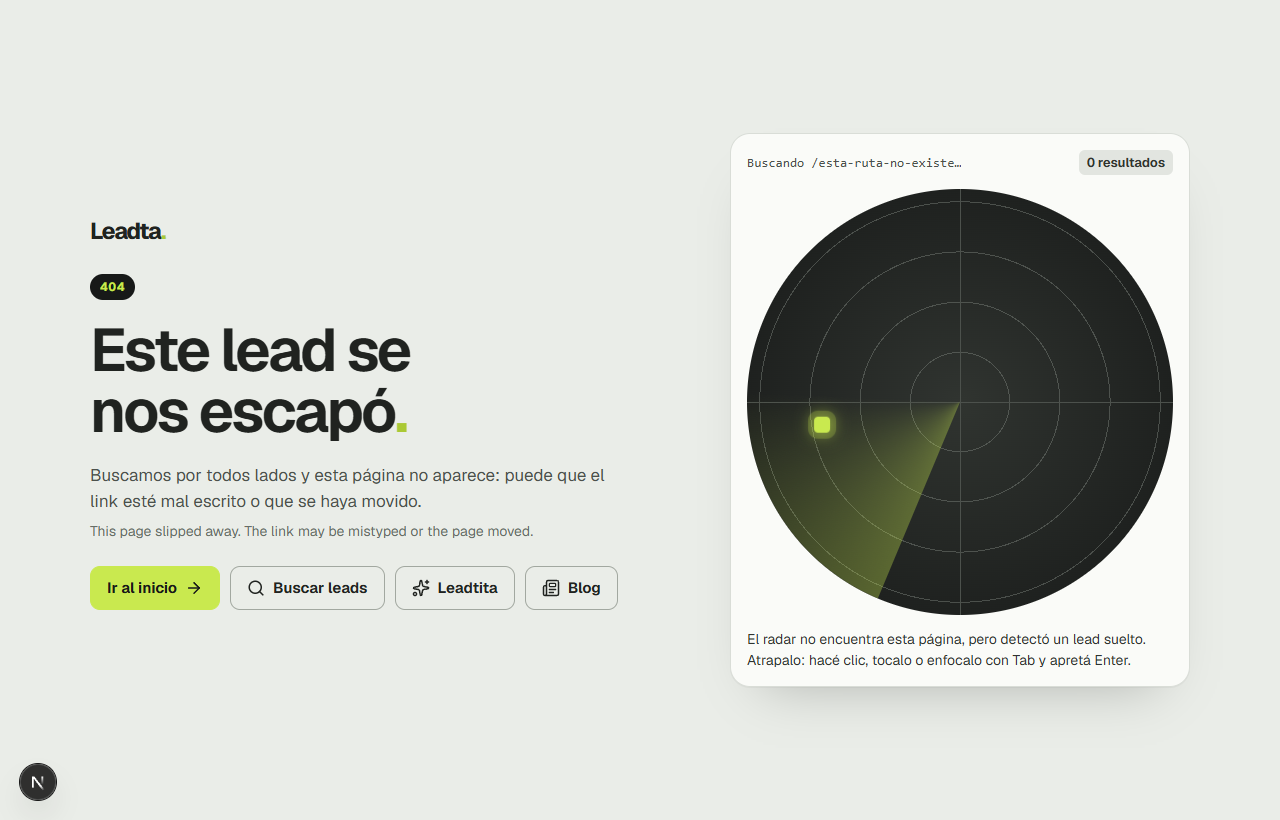 Leadta.
404
Este lead se
nos escapó.
Buscamos por todos lados y esta página no aparece: puede que el
link esté mal escrito o que se haya movido.
This page slipped away. The link may be mistyped or the page moved.
Ir al inicio
Buscar leads
Leadtita
Blog
Buscando /esta-ruta-no-existe…
0 resultados
El radar no encuentra esta página, pero detectó un lead suelto.
Atrapalo: hacé clic, tocalo o enfocalo con Tab y apretá Enter.
N